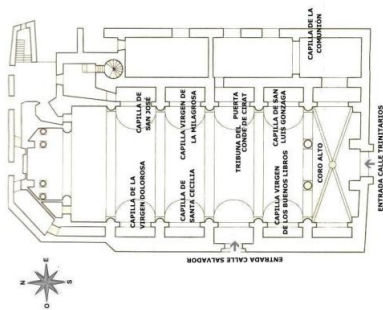 CAPILLA DE LA
COMUNIÓN
CAPILLA DE
SAN JOSÉ
CAPILLA VIRGEN DE
LA MILAGROSA
TRIBUNA DEL
CONDE DE CIRAT
PUERTA
CAPILLA DE SAN
LUIS GONZAGA
CAPILLA DE LA
VIRGEN DOLOROSA
CAPILLA DE
SANTA CECILIA
CAPILLA VIRGEN
DE LOS BUENOS LIBROS
CORO ALTO
ENTRADA CALLE SALVADOR
ENTRADA CALLE TRINITARIOS
N
E
S
O